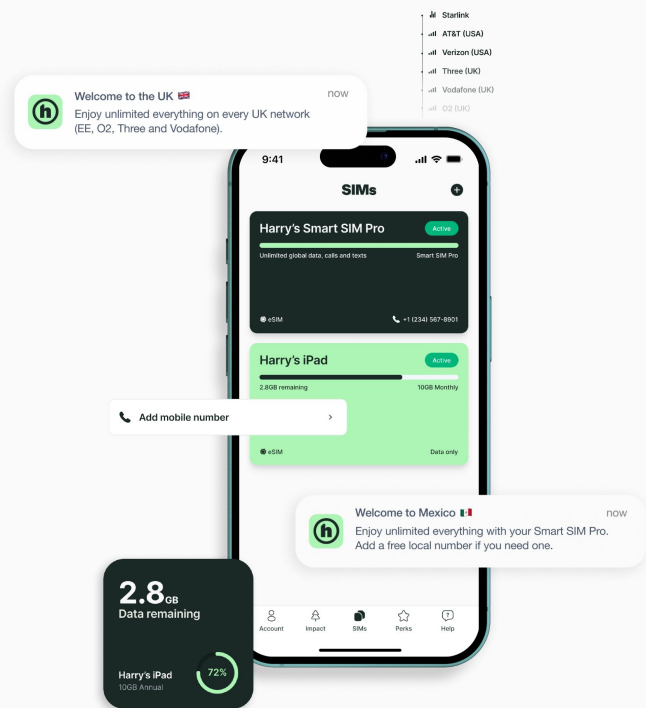 Starlink
AT&T (USA)
Verizon (USA)
Three (UK)
Vodafone (UK)
O2 (UK)
Welcome to the UK 🇬🇧 now
Enjoy unlimited everything on every UK network
(EE, O2, Three and Vodafone).
h
9:41
SIMs
Harry's Smart SIM Pro Active
Unlimited global data, calls and texts Smart SIM Pro
eSIM +1 (234) 567-8901
Harry's iPad Active
2.8GB remaining 10GB Monthly
Add mobile number >
eSIM Data only
Welcome to Mexico 🇲🇽 now
h
Enjoy unlimited everything with your Smart SIM Pro.
Add a free local number if you need one.
2.8GB
Data remaining
Harry's iPad 72%
10GB Annual
Account Impact SIMs Perks Help